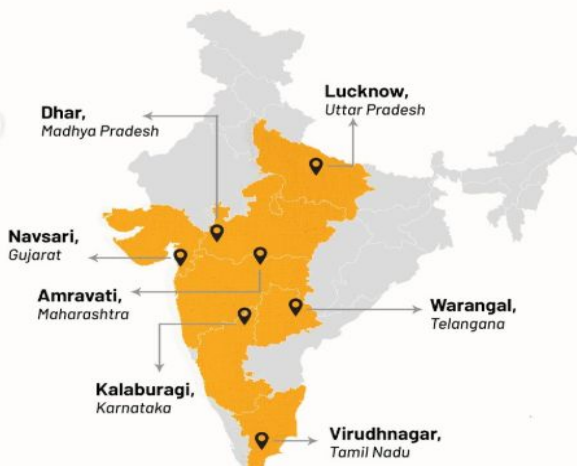 Lucknow,
Uttar Pradesh
Dhar,
Madhya Pradesh
Navsari,
Gujarat
Amravati,
Maharashtra
Warangal,
Telangana
Kalaburagi,
Karnataka
Virudhnagar,
Tamil Nadu